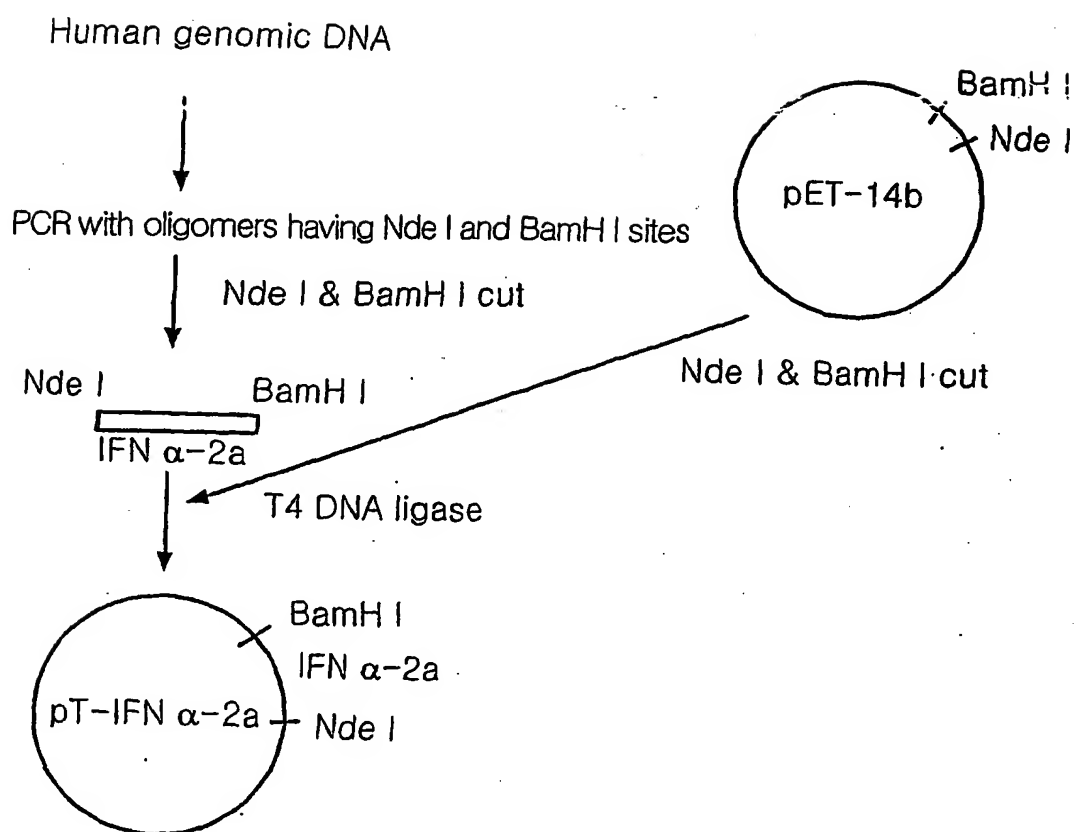 Human genomic DNA
BamH I
Nde I
pET-14b
PCR with oligomers having Nde I and BamH I sites
Nde I & BamH I cut
Nde I & BamH I cut
Nde I
BamH I
IFN α-2a
T4 DNA ligase
BamH I
IFN α-2a
pT-IFN α-2a
Nde I